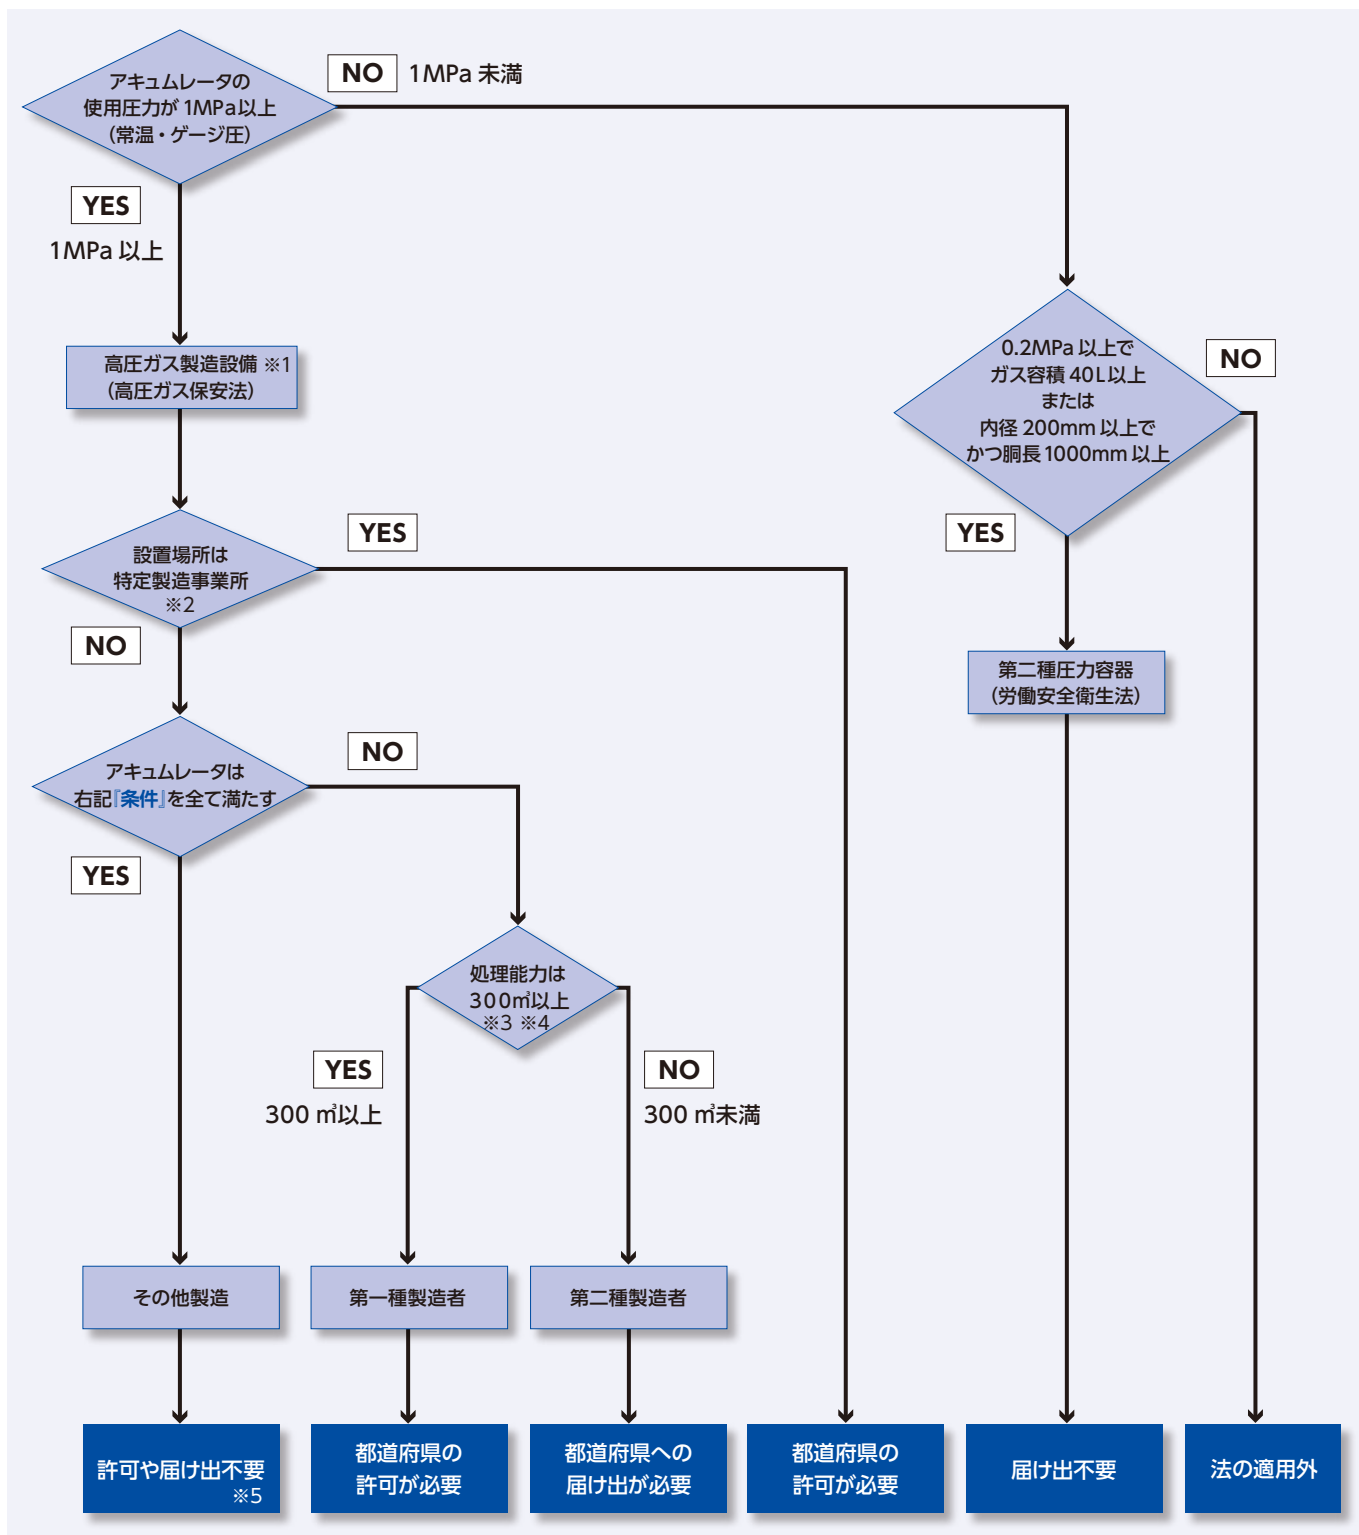 アキュムレータの
使用圧力が 1MPa以上
（常温・ゲージ圧）
NO 1MPa 未満
YES
1MPa 以上
高圧ガス製造設備 ※1
（高圧ガス保安法）
0.2MPa 以上で
ガス容積 40L以上
または
内径 200mm 以上で
かつ胴長 1000mm 以上
NO
YES
設置場所は
特定製造事業所
※2
YES
NO
第二種圧力容器
（労働安全衛生法）
アキュムレータは
右記『条件』を全て満たす
NO
YES
処理能力は
300㎥以上
※3 ※4
YES
300 ㎥以上
NO
300 ㎥未満
その他製造
第一種製造者
第二種製造者
許可や届け出不要
※5
都道府県の
許可が必要
都道府県への
届け出が必要
都道府県の
許可が必要
届け出不要
法の適用外